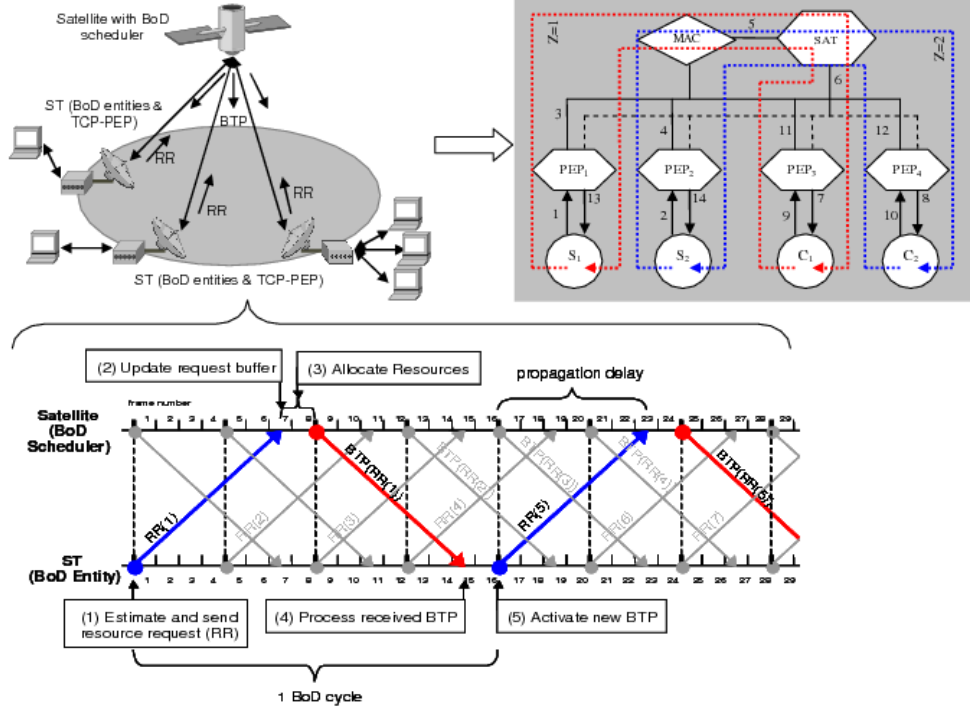 Satellite with BoD
scheduler
ST (BoD entities &
TCP-PEP)
BTP
RR
RR
RR
ST (BoD entities & TCP-PEP)
Z=1
MAC
5
SAT
Z=2
6
3
4
11
12
PEP1
PEP2
PEP3
PEP4
1
13
2
14
9
7
10
8
S1
S2
C1
C2
(2) Update request buffer
(3) Allocate Resources
propagation delay
frame number
Satellite
(BoD
Scheduler)
1 2 3 4 5 6 7 8 9 10 11 12 13 14 15 16 17 18 19 20 21 22 23 24 25 26 27 28 29
RR(1)
RR(2)
RR(3)
BTP(RR(1))
RR(4)
BTP(RR(2))
BTP(RR(3))
RR(5)
BTP(RR(4))
RR(6)
RR(7)
BTP(RR(5))
ST
(BoD Entity)
1 2 3 4 5 6 7 8 9 10 11 12 13 14 15 16 17 18 19 20 21 22 23 24 25 26 27 28 29
(1) Estimate and send
resource request (RR)
(4) Process received BTP
(5) Activate new BTP
1 BoD cycle